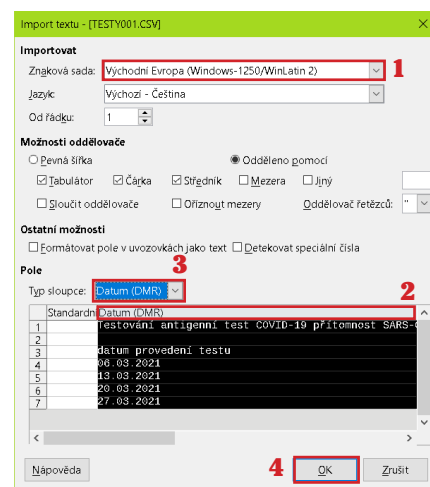 Import textu - [TESTY001.CSV]
Importovat
Znaková sada: Východní Evropa (Windows-1250/WinLatin 2) 1
Jazyk: Výchozí - Čeština
Od řádku: 1
Možnosti oddělovače
Pevná šířka Odděleno pomocí
Tabulátor Čárka Středník Mezera Jiný
Sloučit oddělovače Oříznout mezery Oddělovač řetězců: "
Ostatní možnosti
Formátovat pole v uvozovkách jako text Detekovat speciální čísla
3
Pole
Typ sloupce: Datum (DMR) 2
Standardn Datum (DMR)
1 Testování antigenní test COVID-19 přítomnost SARS-
2
3 datum provedení testu
4 06.03.2021
5 13.03.2021
6 20.03.2021
7 27.03.2021
Nápověda 4 OK Zrušit